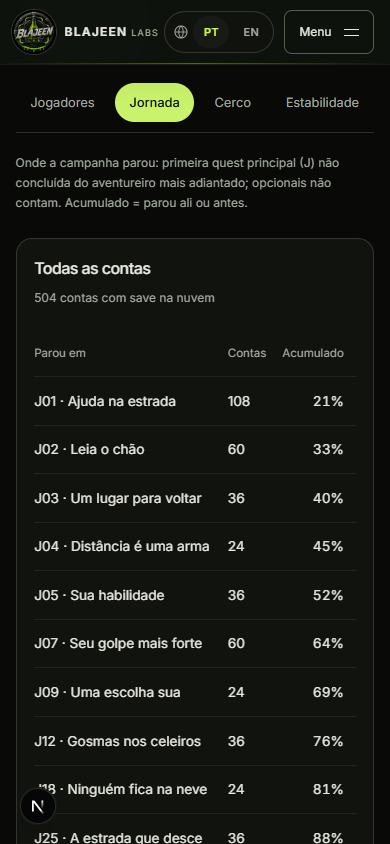 BLAJEEN
BLAJEEN LABS
PT
EN
Menu
Jogadores
Jornada
Cerco
Estabilidade
Onde a campanha parou: primeira quest principal (J) não
concluída do aventureiro mais adiantado; opcionais não
contam. Acumulado = parou ali ou antes.
Todas as contas
504 contas com save na nuvem
Parou em Contas Acumulado
J01 · Ajuda na estrada 108 21%
J02 · Leia o chão 60 33%
J03 · Um lugar para voltar 36 40%
J04 · Distância é uma arma 24 45%
J05 · Sua habilidade 36 52%
J07 · Seu golpe mais forte 60 64%
J09 · Uma escolha sua 24 69%
J12 · Gosmas nos celeiros 36 76%
J18 · Ninguém fica na neve 24 81%
N
J25 · A estrada que desce 36 88%